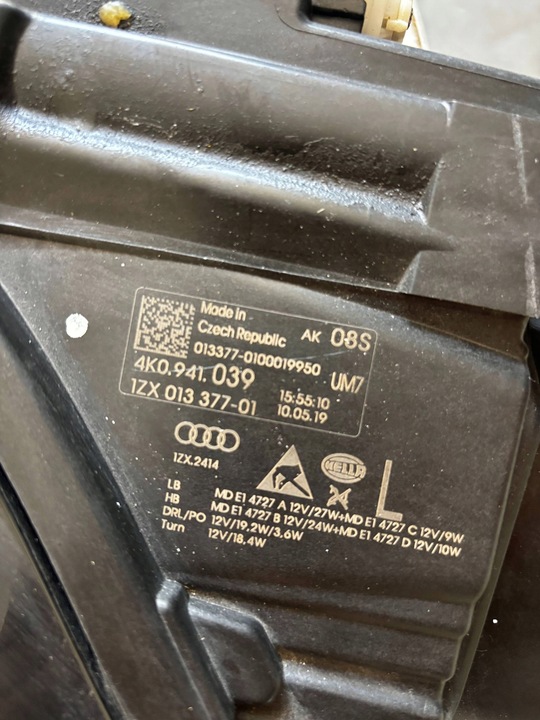 Made in
Czech Republic
AK 08S
013377-0100019950
4K0.941.039
UM7
1ZX 013 377-01
15:55:10
10.05.19
1ZX.2414
HELLA
L
LB MD E1 4727 A 12V/27W+MD E1 4727 C 12V/9W
HB MD E1 4727 B 12V/24W+MD E1 4727 D 12V/10W
DRL/PO 12V/19.2W/3,6W
Turn 12V/18.4W